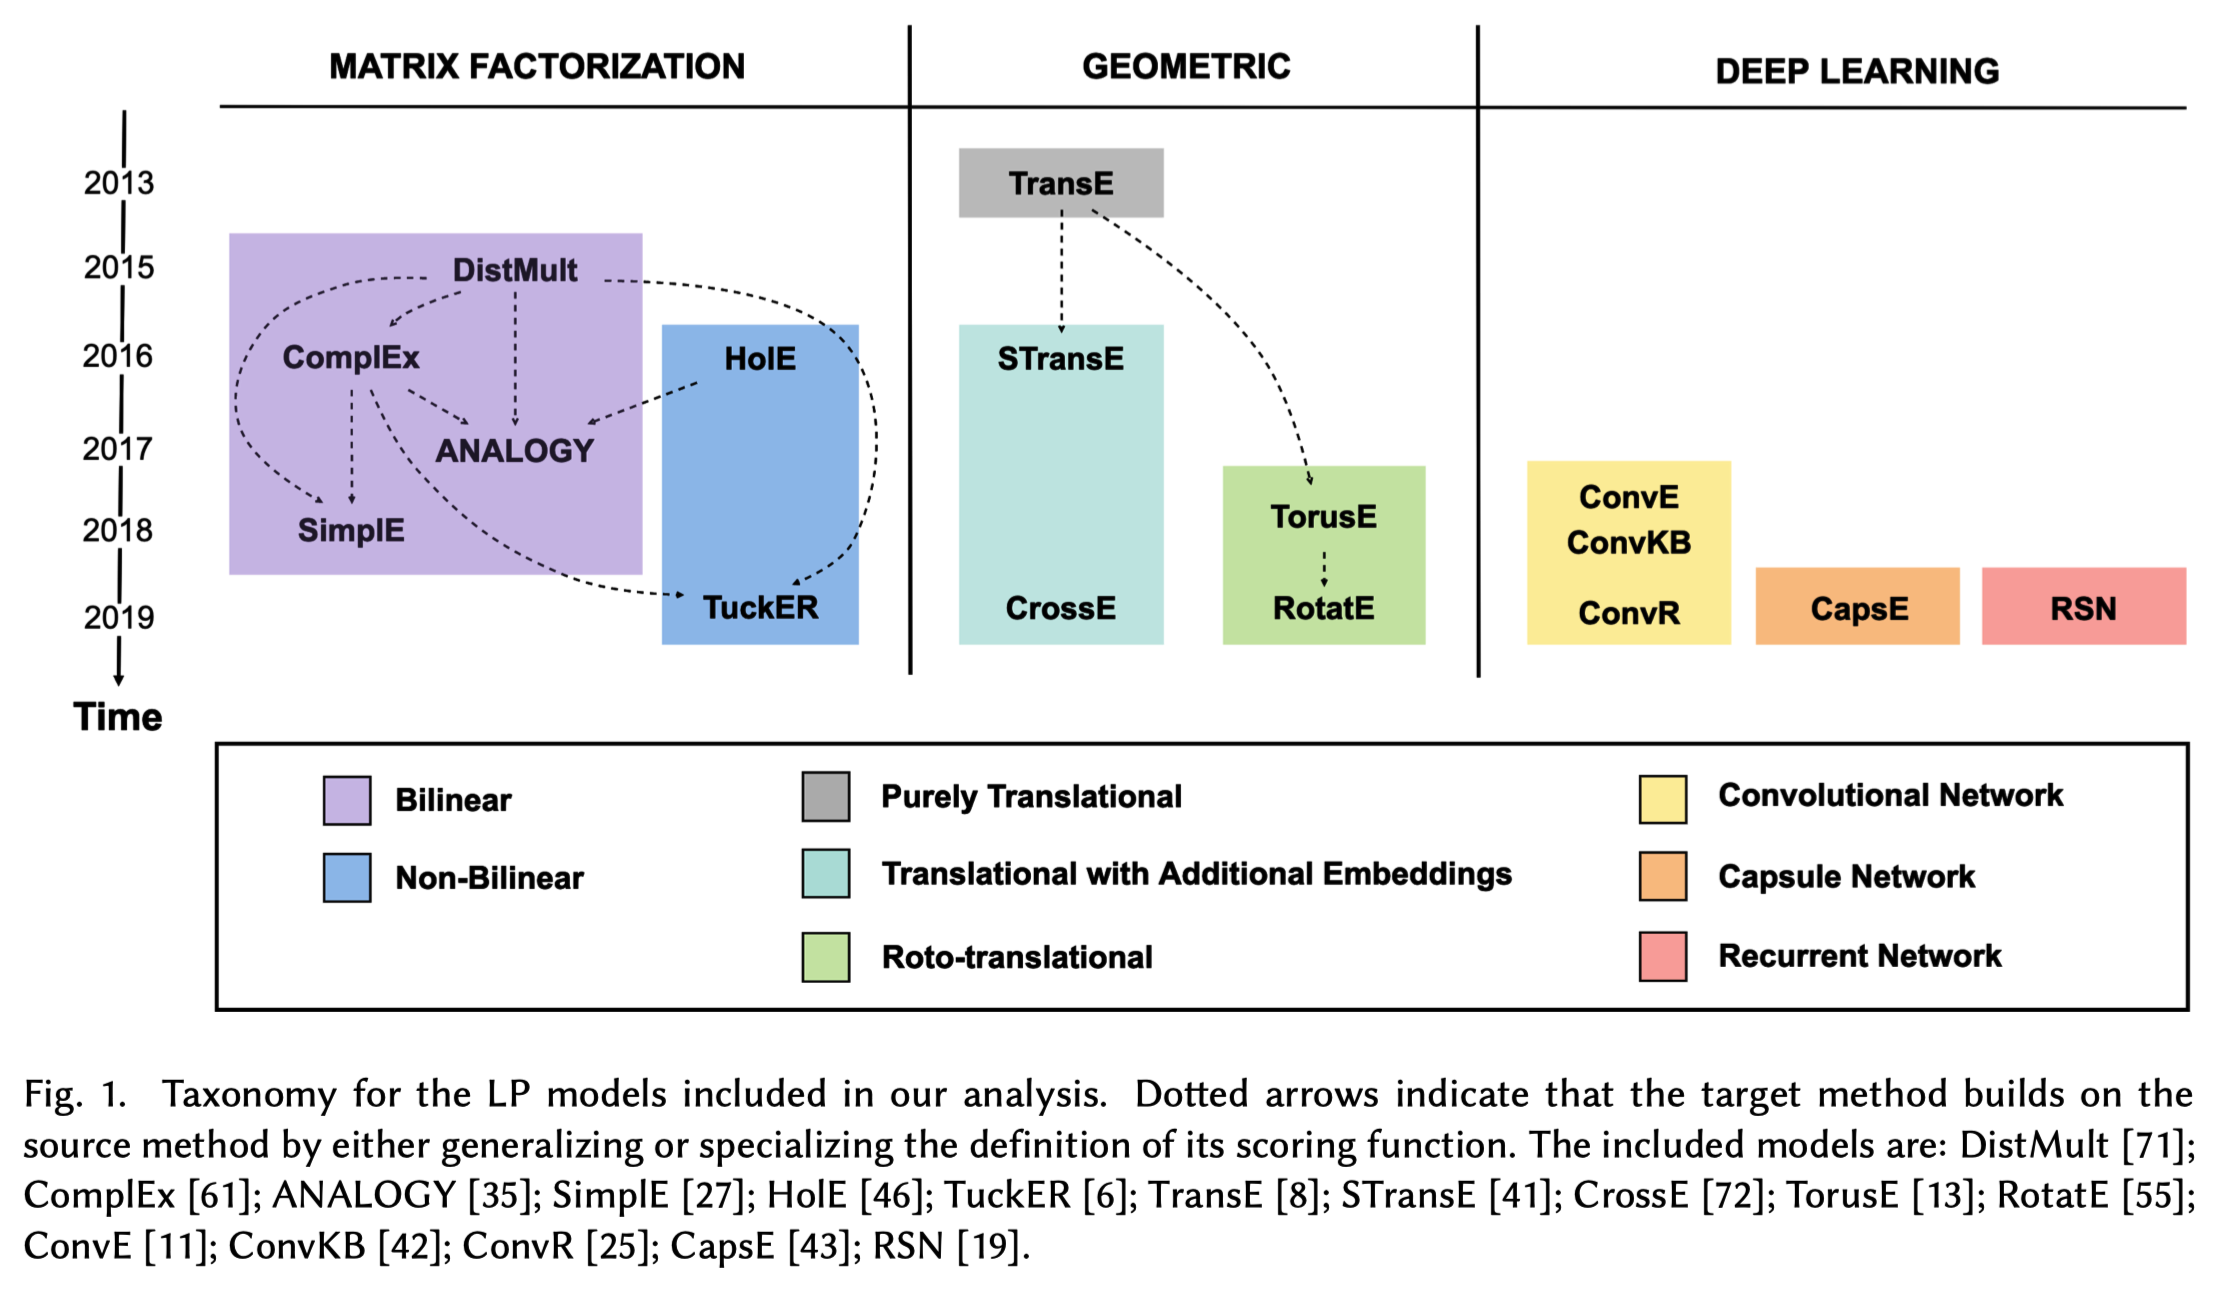 MATRIX FACTORIZATION
GEOMETRIC
DEEP LEARNING
2013
TransE
2015
DistMult
2016
ComplEx
HolE
STransE
2017
ANALOGY
ConvE
TorusE
2018
SimplE
ConvKB
2019
TuckER
CrossE
RotatE
ConvR
CapsE
RSN
Time
Bilinear
Purely Translational
Convolutional Network
Non-Bilinear
Translational with Additional Embeddings
Capsule Network
Roto-translational
Recurrent Network
Fig. 1. Taxonomy for the LP models included in our analysis. Dotted arrows indicate that the target method builds on the
source method by either generalizing or specializing the definition of its scoring function. The included models are: DistMult [71];
ComplEx [61]; ANALOGY [35]; SimplE [27]; HolE [46]; TuckER [6]; TransE [8]; STransE [41]; CrossE [72]; TorusE [13]; RotatE [55];
ConvE [11]; ConvKB [42]; ConvR [25]; CapsE [43]; RSN [19].